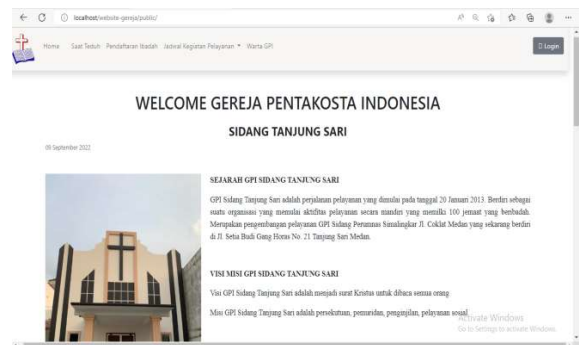 localhost/website-gereja/public/
Home Saat Teduh Pendaftaran Ibadah Jadwal Kegiatan Pelayanan Warta GPI
Login
WELCOME GEREJA PENTAKOSTA INDONESIA
SIDANG TANJUNG SARI
09 September 2022
SEJARAH GPI SIDANG TANJUNG SARI
GPI Sidang Tanjung Sari adalah perjalanan pelayanan yang dimulai pada tanggal 20 Januari 2013. Berdiri sebagai
suatu organisasi yang memulai aktifitas pelayanan secara mandiri yang memilki 100 jemaat yang beribadah.
Merupakan pengembangan pelayanan GPI Sidang Perumnas Simalingkar Jl. Coklat Medan yang sekarang berdiri
di Jl. Setia Budi Gang Horas No. 21 Tanjung Sari Medan.
VISI MISI GPI SIDANG TANJUNG SARI
Visi GPI Sidang Tanjung Sari adalah menjadi surat Kristus untuk dibaca semua orang
Misi GPI Sidang Tanjung Sari adalah persekutuan, pemuridan, penginjilan, pelayanan sosial
Activate Windows
Go to Settings to activate Windows.